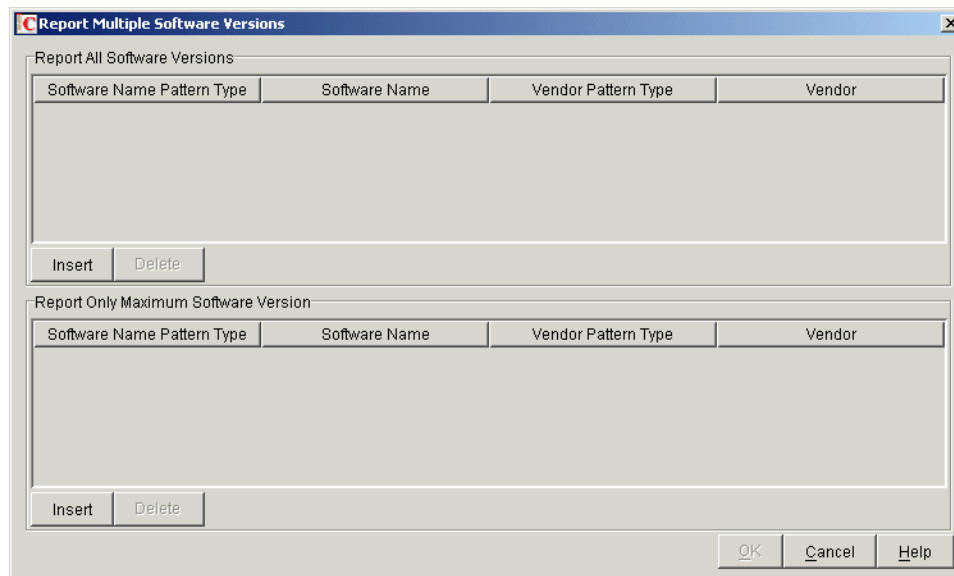 Report Multiple Software Versions
Report All Software Versions
Software Name Pattern Type Software Name Vendor Pattern Type Vendor
Insert Delete
Report Only Maximum Software Version
Software Name Pattern Type Software Name Vendor Pattern Type Vendor
Insert Delete
OK Cancel Help